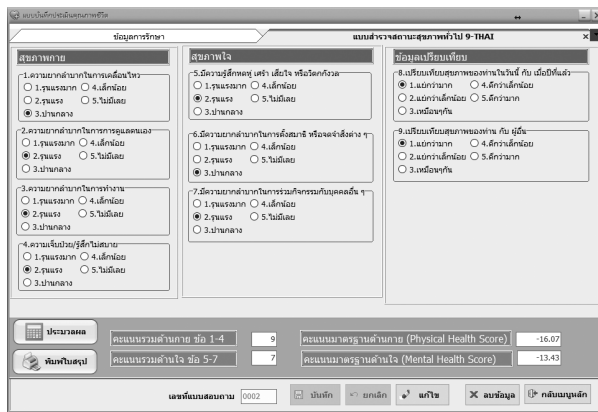 แบบบันทึกประเมินคุณภาพชีวิต
ข้อมูลการรักษา
แบบสำรวจสถานะสุขภาพทั่วไป 9-THAI
สุขภาพกาย
1.ความยากลำบากในการเคลื่อนไหว
1.รุนแรงมาก 4.เล็กน้อย
2.รุนแรง 5.ไม่มีเลย
3.ปานกลาง
2.ความยากลำบากในการการดูแลตนเอง
1.รุนแรงมาก 4.เล็กน้อย
2.รุนแรง 5.ไม่มีเลย
3.ปานกลาง
3.ความยากลำบากในการทำงาน
1.รุนแรงมาก 4.เล็กน้อย
2.รุนแรง 5.ไม่มีเลย
3.ปานกลาง
4.ความเจ็บป่วย/รู้สึกไม่สบาย
1.รุนแรงมาก 4.เล็กน้อย
2.รุนแรง 5.ไม่มีเลย
3.ปานกลาง
สุขภาพใจ
5.มีความรู้สึกหดหู่ เศร้า เสียใจ หรือวิตกกังวล
1.รุนแรงมาก 4.เล็กน้อย
2.รุนแรง 5.ไม่มีเลย
3.ปานกลาง
6.มีความยากลำบากในการตั้งสมาธิ หรือจดจำสิ่งต่าง ๆ
1.รุนแรงมาก 4.เล็กน้อย
2.รุนแรง 5.ไม่มีเลย
3.ปานกลาง
7.มีความยากลำบากในการร่วมกิจกรรมกับบุคคลอื่น ๆ
1.รุนแรงมาก 4.เล็กน้อย
2.รุนแรง 5.ไม่มีเลย
3.ปานกลาง
ข้อมูลเปรียบเทียบ
8.เปรียบเทียบสุขภาพของท่านในวันนี้ กับ เมื่อปีที่แล้ว
1.แย่กว่ามาก 4.ดีกว่าเล็กน้อย
2.แย่กว่าเล็กน้อย 5.ดีกว่ามาก
3.เหมือนๆกัน
9.เปรียบเทียบสุขภาพของท่าน กับ ผู้อื่น
1.แย่กว่ามาก 4.ดีกว่าเล็กน้อย
2.แย่กว่าเล็กน้อย 5.ดีกว่ามาก
3.เหมือนๆกัน
ประมวลผล
พิมพ์ใบสรุป
คะแนนรวมด้านกาย ข้อ 1-4 9 คะแนนมาตรฐานด้านกาย (Physical Health Score) -16.07
คะแนนรวมด้านใจ ข้อ 5-7 7 คะแนนมาตรฐานด้านใจ (Mental Health Score) -13.43
เลขที่แบบสอบถาม 0002 บันทึก ยกเลิก แก้ไข ลบข้อมูล กลับเมนูหลัก